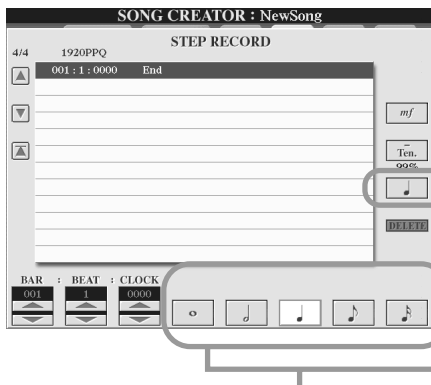 SONG CREATOR : NewSong
STEP RECORD
4/4 1920PPQ
001 : 1 : 0000 End
mf
Ten.
99%
DELETE
BAR : BEAT : CLOCK
001 1 0000